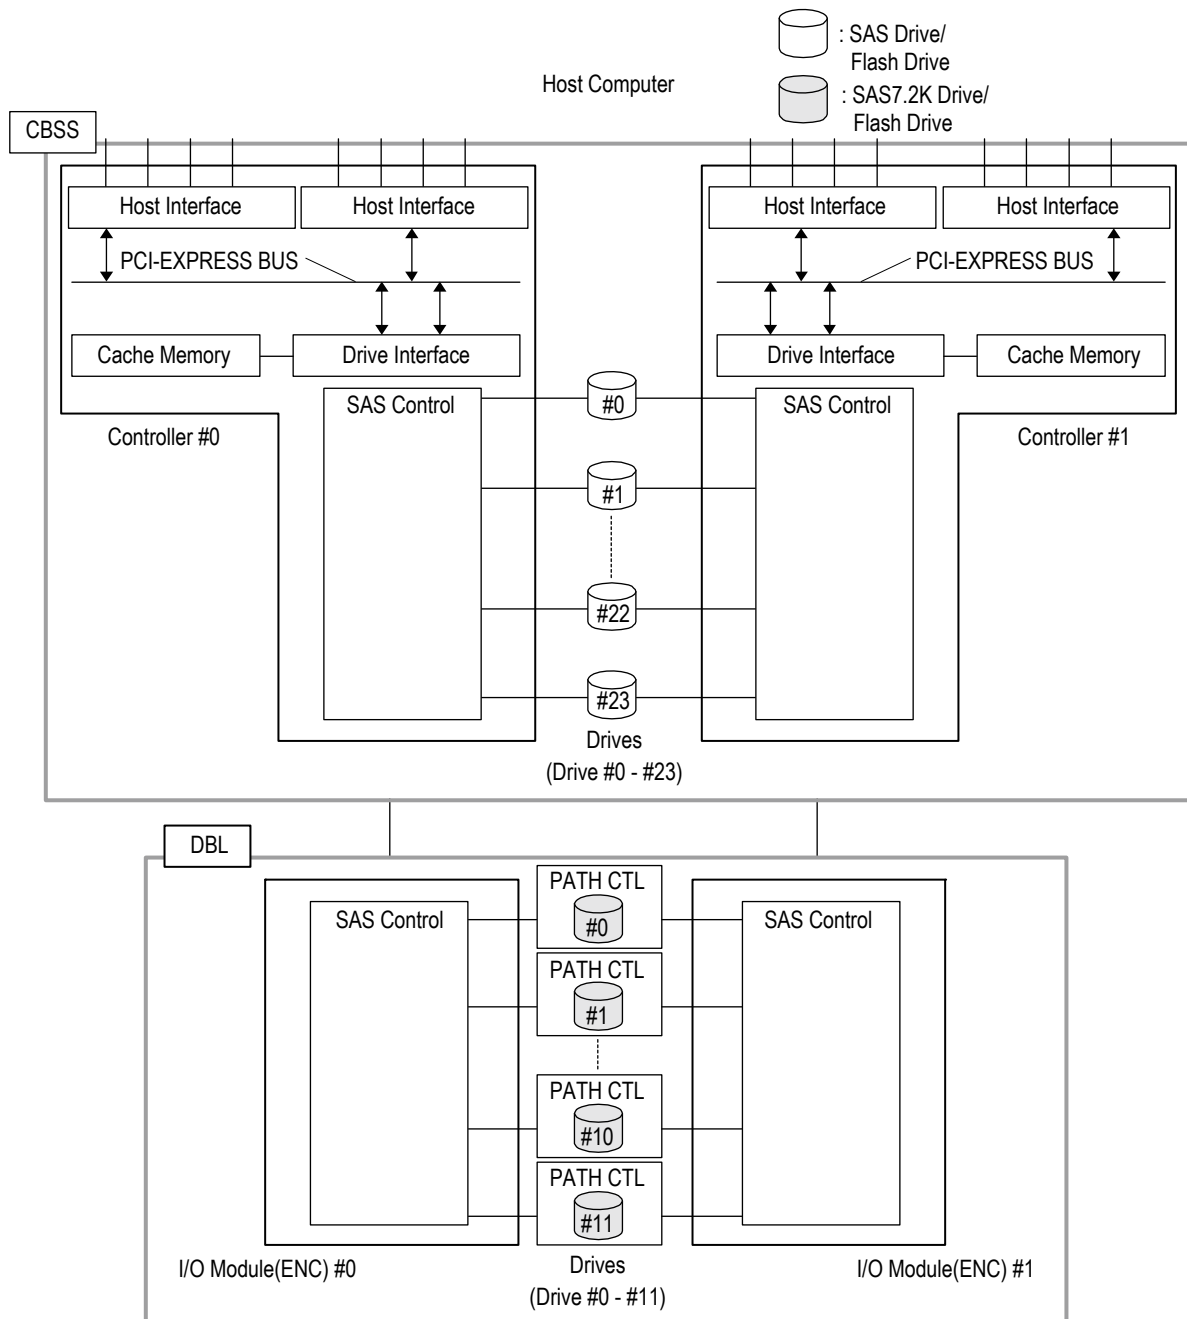 : SAS Drive/
Flash Drive
Host Computer
: SAS7.2K Drive/
Flash Drive
CBSS
Host Interface
Host Interface
Host Interface
Host Interface
PCI-EXPRESS BUS
PCI-EXPRESS BUS
Cache Memory
Drive Interface
Drive Interface
Cache Memory
SAS Control
#0
SAS Control
Controller #0
Controller #1
#1
#22
#23
Drives
(Drive #0 - #23)
DBL
PATH CTL
SAS Control
#0
SAS Control
PATH CTL
#1
PATH CTL
#10
PATH CTL
#11
I/O Module(ENC) #0
Drives
I/O Module(ENC) #1
(Drive #0 - #11)